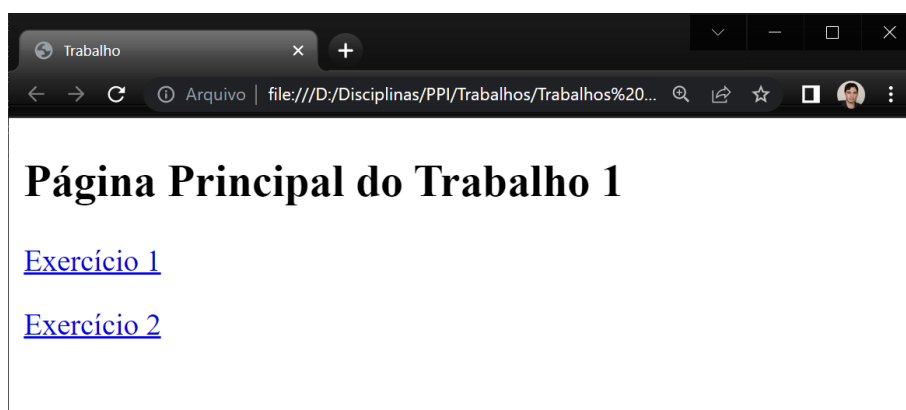 Trabalho
Arquivo | file:///D:/Disciplinas/PPI/Trabalhos/Trabalhos%20...
Página Principal do Trabalho 1
Exercício 1
Exercício 2